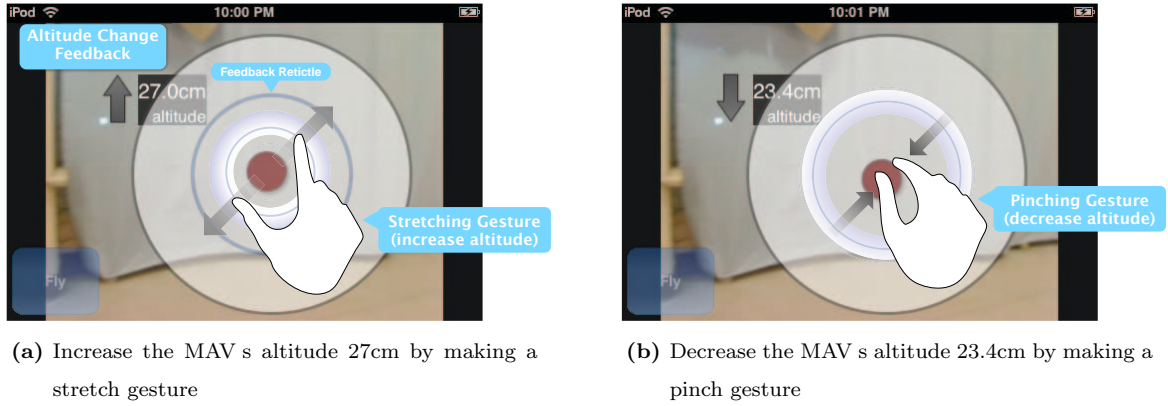 iPod 10:00 PM
Altitude Change
Feedback
Feedback Retictle
27.0cm
altitude
Stretching Gesture
(increase altitude)
Fly
(a) Increase the MAV s altitude 27cm by making a
stretch gesture
iPod 10:01 PM
23.4cm
altitude
Pinching Gesture
(decrease altitude)
(b) Decrease the MAV s altitude 23.4cm by making a
pinch gesture